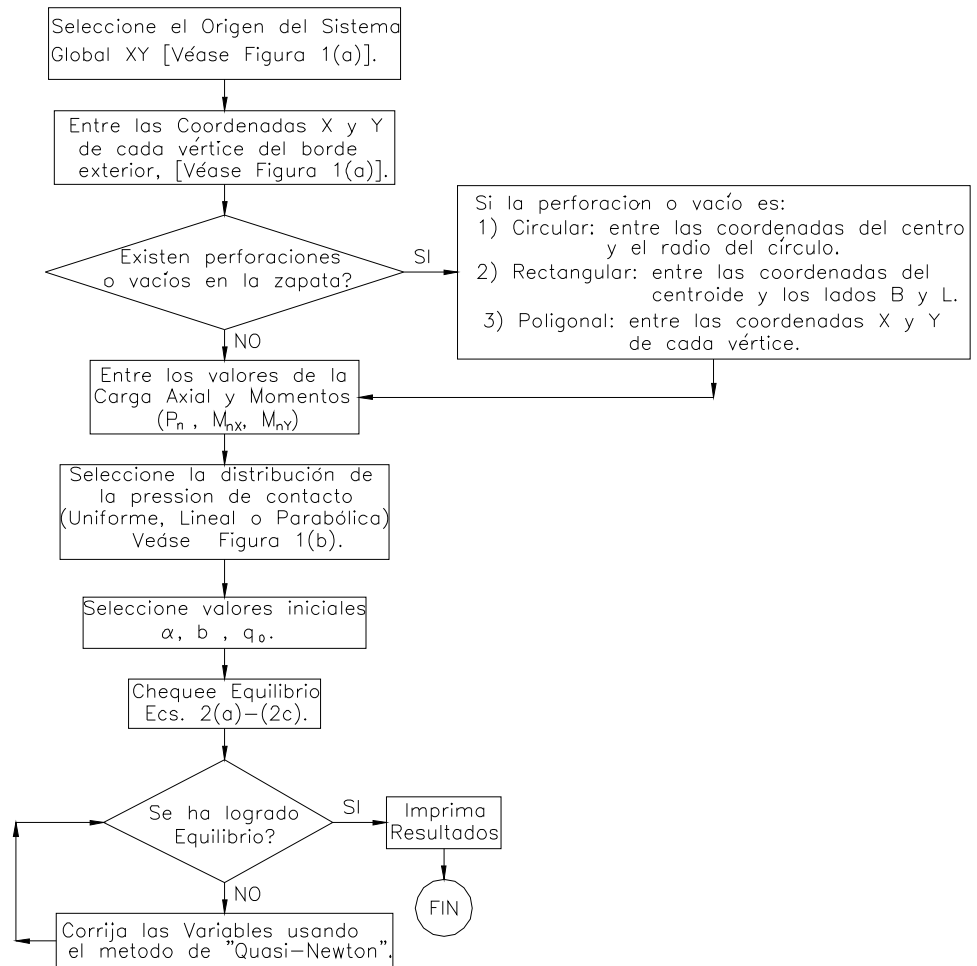 Seleccione el Origen del Sistema
Global XY [Véase Figura 1(a)].
Entre las Coordenadas X y Y
de cada vértice del borde
exterior, [Véase Figura 1(a)].
Existen perforaciones
o vacíos en la zapata?
SI
Si la perforacion o vacío es:
1) Circular: entre las coordenadas del centro
y el radio del círculo.
2) Rectangular: entre las coordenadas del
centroide y los lados B y L.
3) Poligonal: entre las coordenadas X y Y
de cada vértice.
NO
Entre los valores de la
Carga Axial y Momentos
(Pn , MnX, MnY)
Seleccione la distribución de
la pression de contacto
(Uniforme, Lineal o Parabólica)
Veáse Figura 1(b).
Seleccione valores iniciales
α, b , q₀.
Chequee Equilibrio
Ecs. 2(a)–(2c).
Se ha logrado
Equilibrio?
SI
Imprima
Resultados
FIN
NO
Corrija las Variables usando
el metodo de "Quasi–Newton".